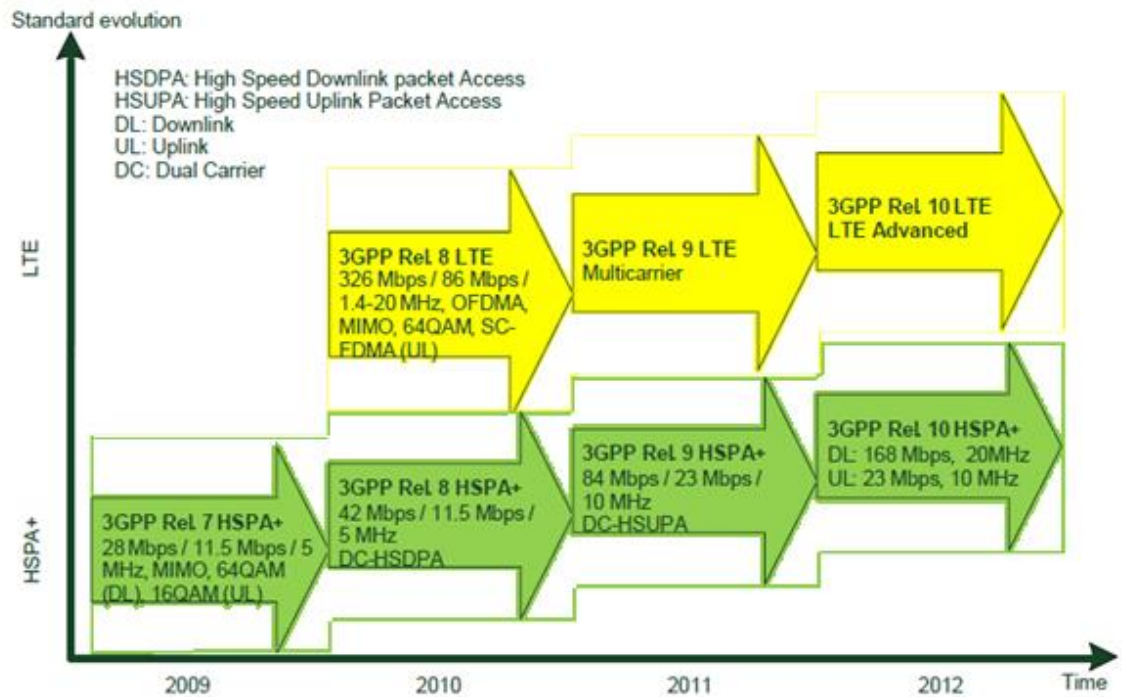 Standard evolution
HSDPA: High Speed Downlink packet Access
HSUPA: High Speed Uplink Packet Access
DL: Downlink
UL: Uplink
DC: Dual Carrier
LTE
3GPP Rel. 8 LTE
326 Mbps / 86 Mbps /
1.4-20 MHz, OFDMA,
MIMO, 64QAM, SC-
FDMA (UL)
3GPP Rel. 9 LTE
Multicarrier
3GPP Rel. 10 LTE
LTE Advanced
HSPA+
3GPP Rel. 7 HSPA+
28 Mbps / 11.5 Mbps / 5
MHz, MIMO, 64QAM
(DL), 16QAM (UL)
3GPP Rel. 8 HSPA+
42 Mbps / 11.5 Mbps /
5 MHz
DC-HSDPA
3GPP Rel. 9 HSPA+
84 Mbps / 23 Mbps /
10 MHz
DC-HSUPA
3GPP Rel. 10 HSPA+
DL: 168 Mbps, 20MHz
UL: 23 Mbps, 10 MHz
2009
2010
2011
2012
Time